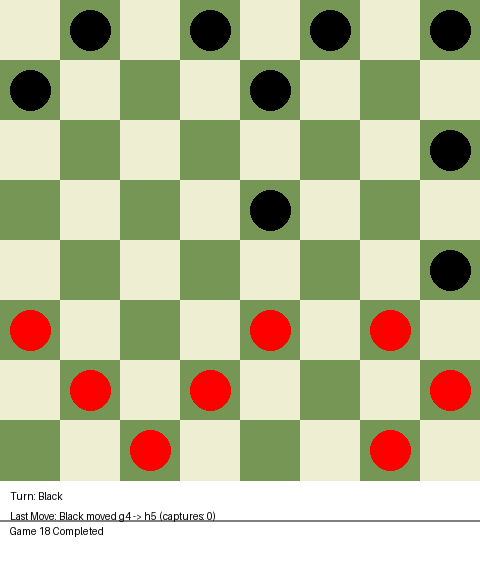 Turn: Black
Last Move: Black moved g4 -> h5 (captures: 0)
Game 18 Completed